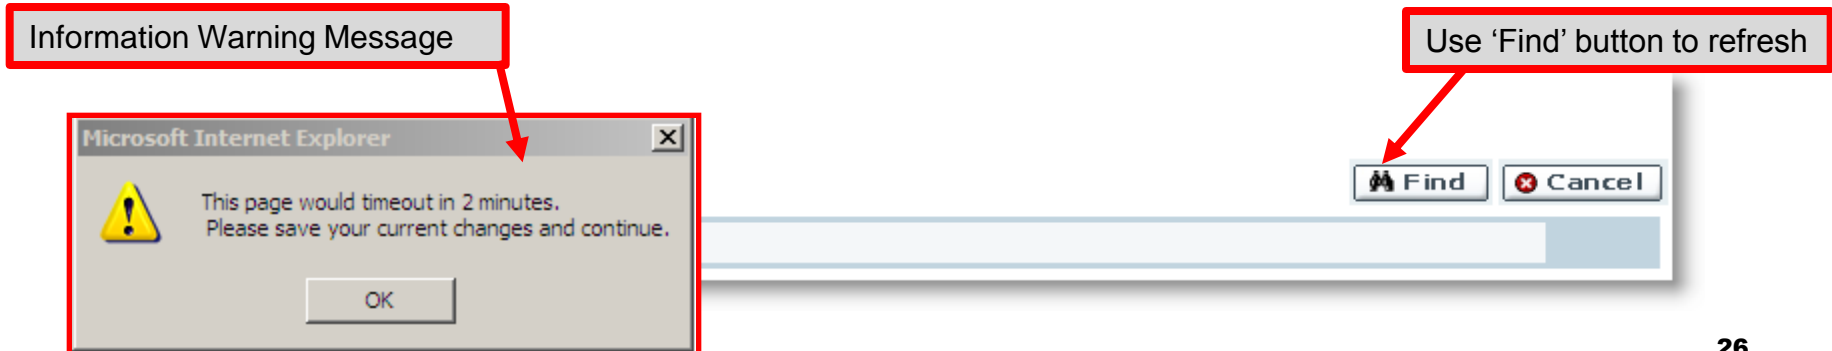 Information Warning Message
Use ‘Find’ button to refresh
Microsoft Internet Explorer
This page would timeout in 2 minutes.
Please save your current changes and continue.
OK
Find
Cancel
26